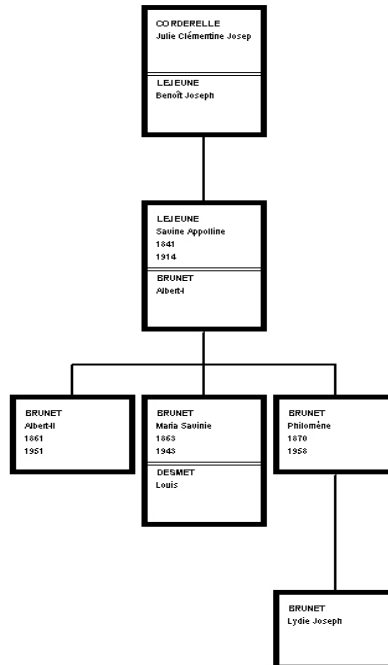 CORDERELLE
Julie Clémentine Josep
LEJEUNE
Benoît Joseph
LEJEUNE
Savine Appolline
1841
1914
BRUNET
Albert-I
BRUNET
Albert-II
1861
1951
BRUNET
Maria Savinie
1863
1943
DESMET
Louis
BRUNET
Philomène
1870
1958
BRUNET
Lydie Joseph